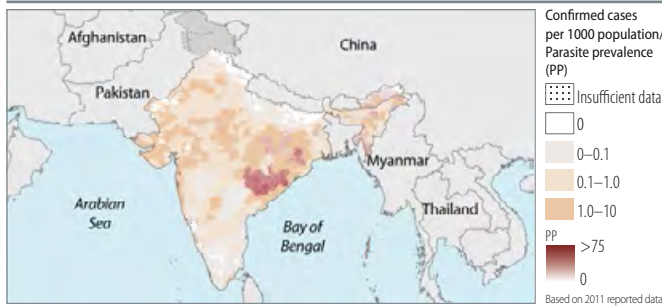 Confirmed cases
per 1000 population/
Parasite prevalence
(PP)
Insufficient data
0
0–0.1
0.1–1.0
1.0–10
PP
>75
0
Based on 2011 reported data
Afghanistan
China
Pakistan
Myanmar
Thailand
Arabian
Sea
Bay of
Bengal